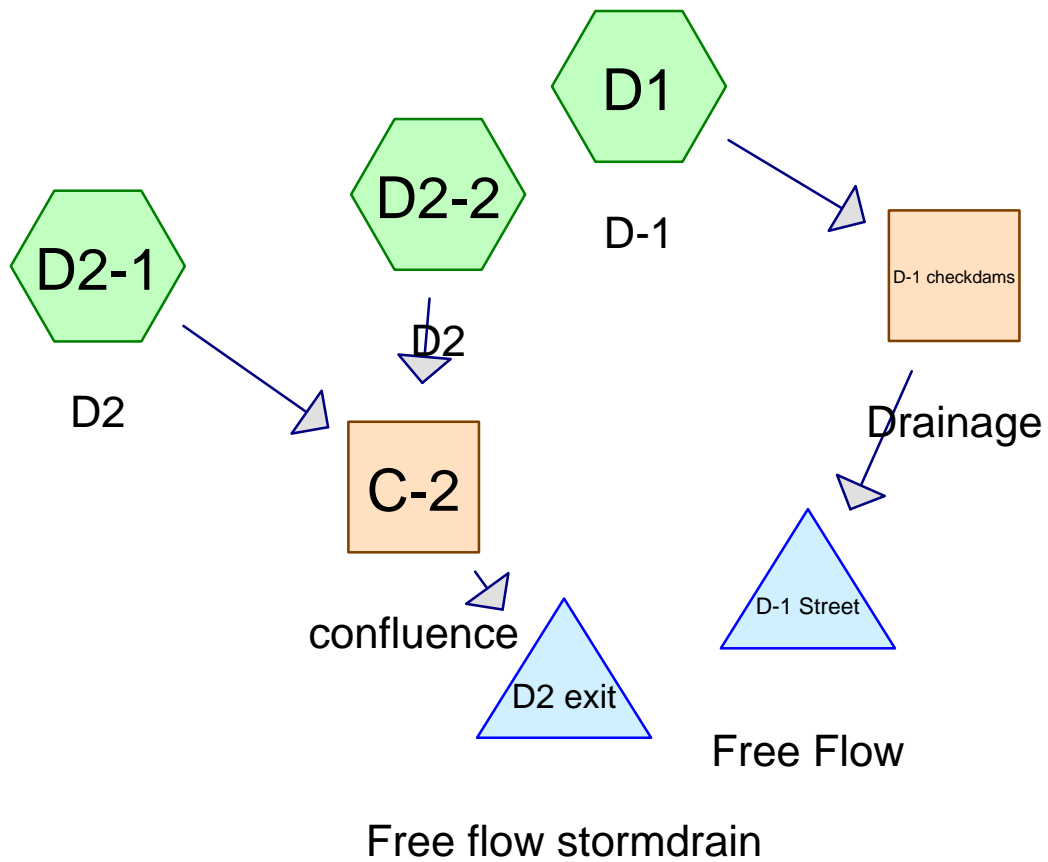 D1
D2-2
D-1
D2-1
D-1 checkdams
D2
D2
Drainage
C-2
D-1 Street
confluence
D2 exit
Free Flow
Free flow stormdrain